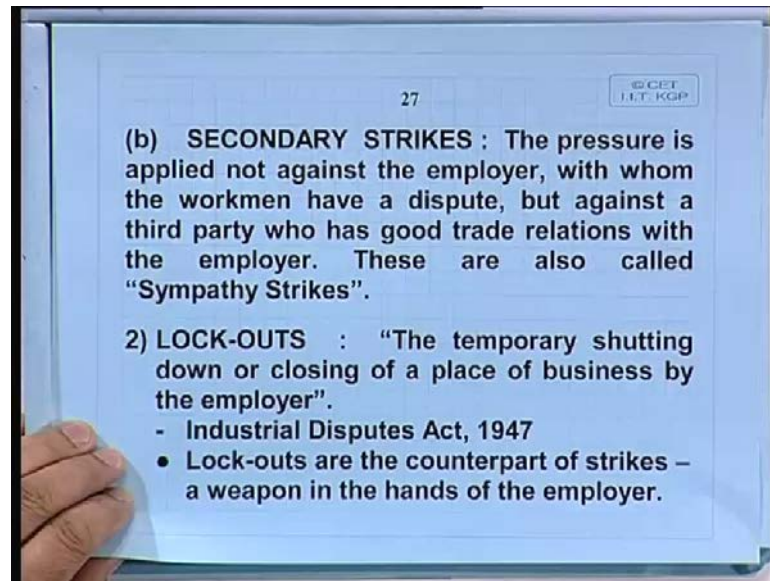 27
© CET
I.I.T. KGP
(b) SECONDARY STRIKES : The pressure is
applied not against the employer, with whom
the workmen have a dispute, but against a
third party who has good trade relations with
the employer. These are also called
“Sympathy Strikes”.
2) LOCK-OUTS : “The temporary shutting
down or closing of a place of business by
the employer”.
- Industrial Disputes Act, 1947
• Lock-outs are the counterpart of strikes –
a weapon in the hands of the employer.